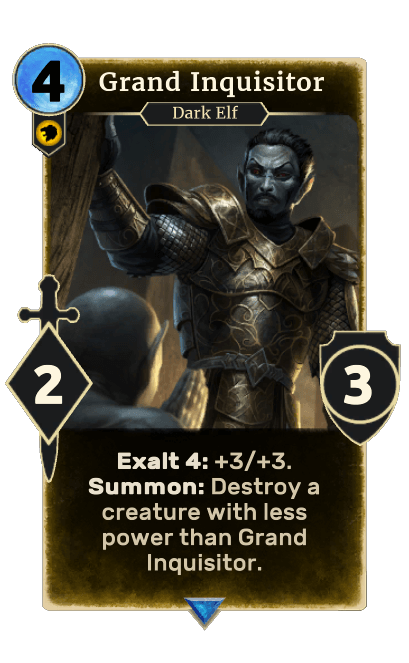 4
Grand Inquisitor
Dark Elf
2
3
Exalt 4: +3/+3.
Summon: Destroy a
creature with less
power than Grand
Inquisitor.